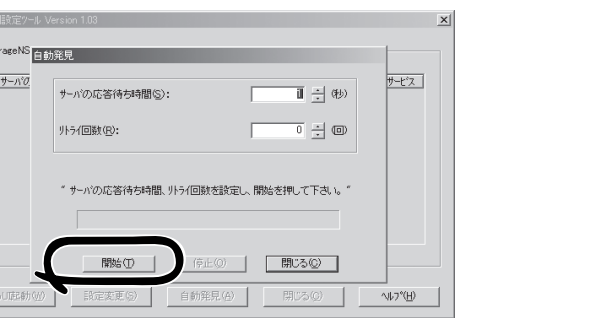 設定ツール Version 1.03
rageNS
自動発見
サーバの
サービス
サーバの応答待ち時間(S):
1
(秒)
リトライ回数(R):
0
(回)
" サーバの応答待ち時間、リトライ回数を設定し、開始を押して下さい。"
開始(T)
停止(O)
閉じる(C)
UI起動(W)
設定変更(S)
自動発見(A)
閉じる(O)
ヘルプ(H)